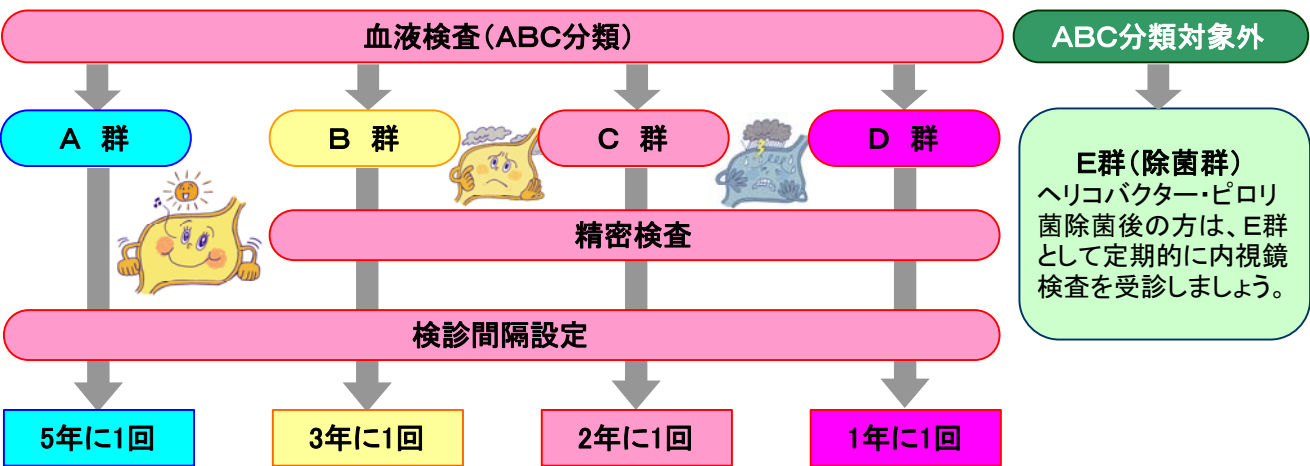 血液検査(ABC分類)
ABC分類対象外
A 群
B 群
C 群
D 群
E群(除菌群)
ヘリコバクター・ピロリ
菌除菌後の方は、E群
として定期的に内視鏡
検査を受診しましょう。
精密検査
検診間隔設定
5年に1回
3年に1回
2年に1回
1年に1回